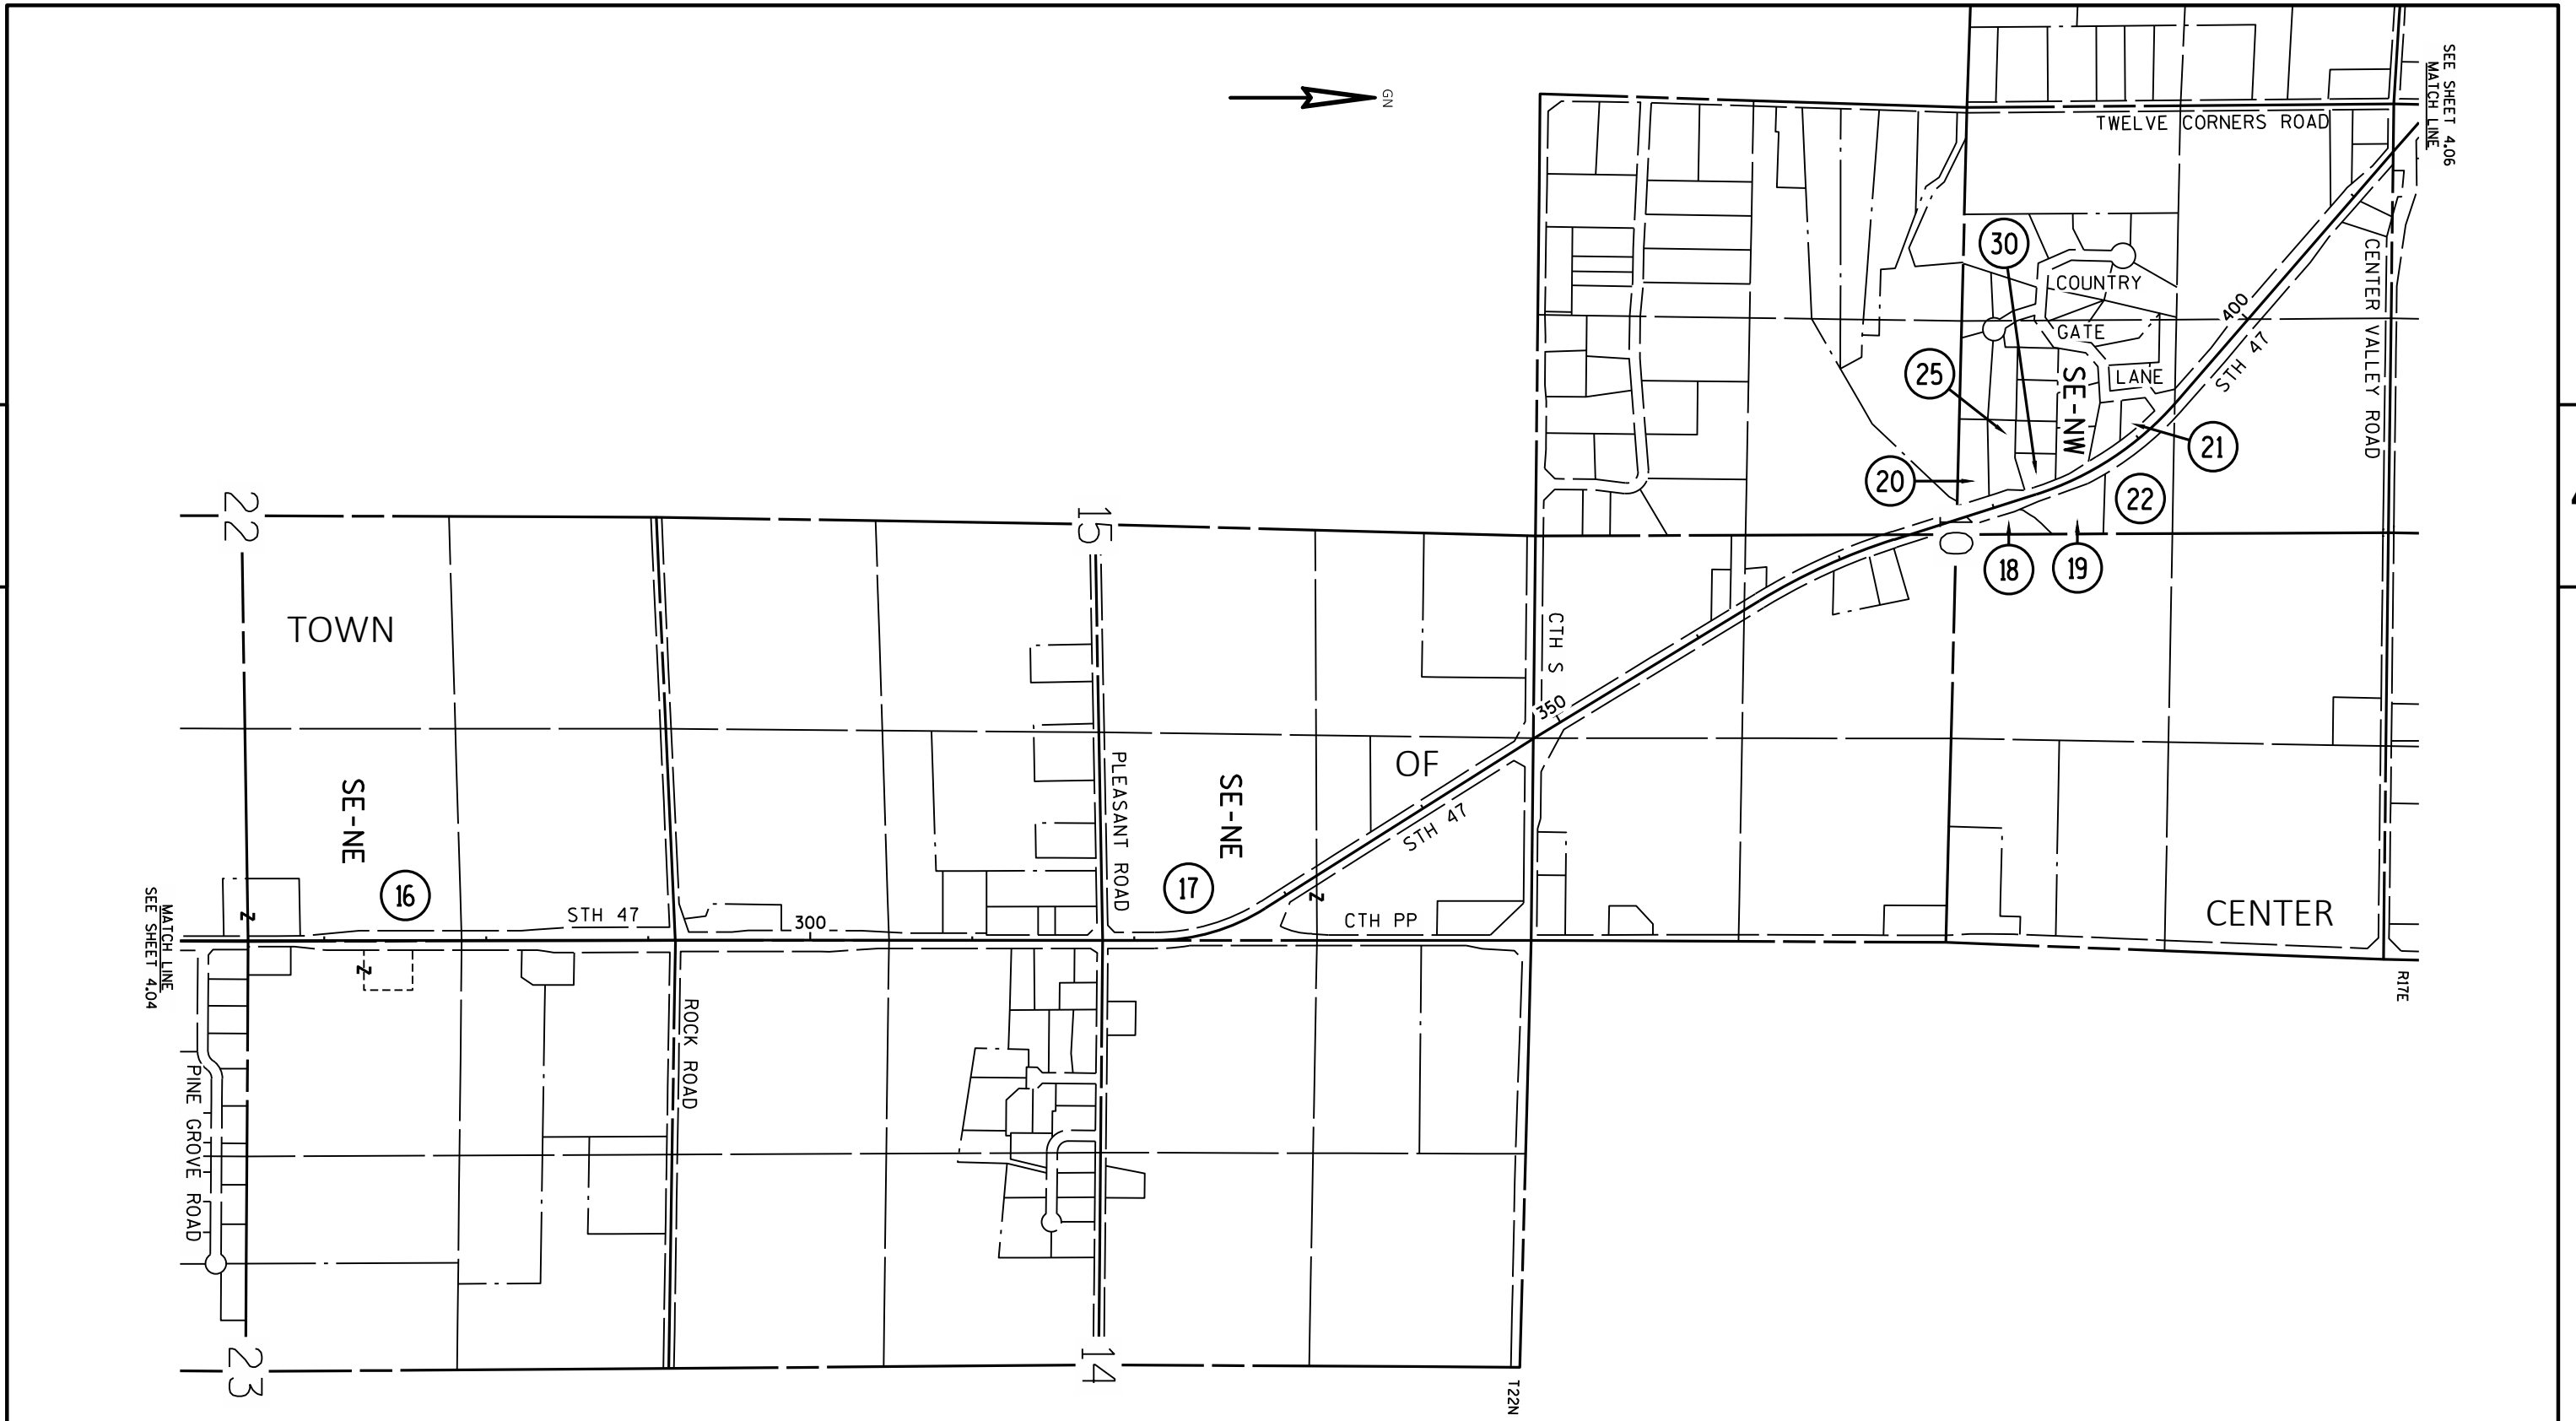 SEE SHEET 4.06
MATCH LINE
GN
TWELVE CORNERS ROAD
30
COUNTRY
GATE
LANE
400
STH 47
CENTER VALLEY ROAD
25
SE-NW
21
20
22
18
19
22
15
TOWN
CTH S
350
OF
PLEASANT ROAD
SE-NE
SE-NE
STH 47
17
16
STH 47
300
CTH PP
CENTER
MATCH LINE
SEE SHEET 4.04
Z
Z
Z
R17E
ROCK ROAD
PINE GROVE ROAD
23
14
T22N